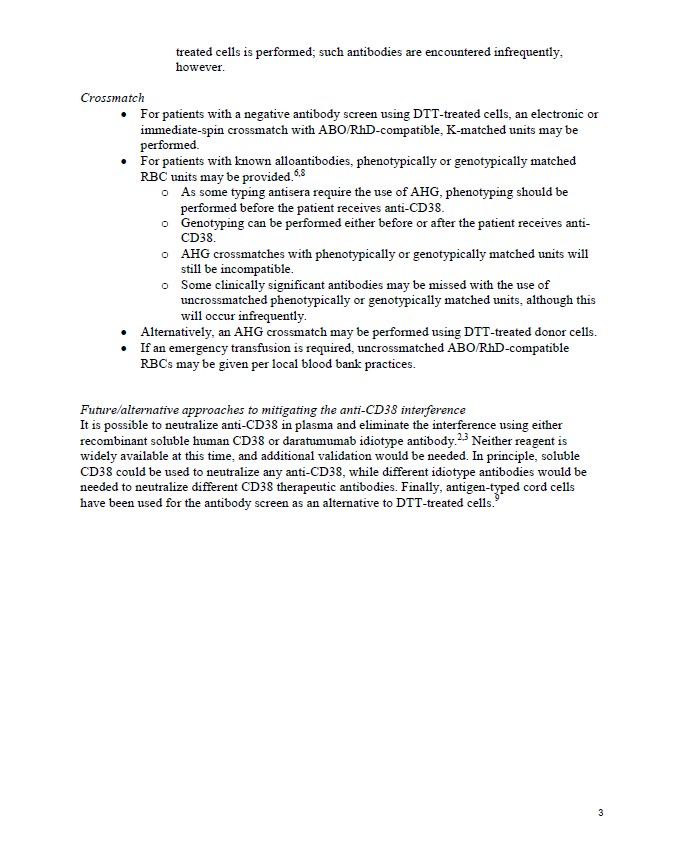 treated cells is performed; such antibodies are encountered infrequently,
however.
Crossmatch
• For patients with a negative antibody screen using DTT-treated cells, an electronic or
immediate-spin crossmatch with ABO/RhD-compatible, K-matched units may be
performed.
• For patients with known alloantibodies, phenotypically or genotypically matched
RBC units may be provided.6,8
o As some typing antisera require the use of AHG, phenotyping should be
performed before the patient receives anti-CD38.
o Genotyping can be performed either before or after the patient receives anti-
CD38.
o AHG crossmatches with phenotypically or genotypically matched units will
still be incompatible.
o Some clinically significant antibodies may be missed with the use of
uncrossmatched phenotypically or genotypically matched units, although this
will occur infrequently.
• Alternatively, an AHG crossmatch may be performed using DTT-treated donor cells.
• If an emergency transfusion is required, uncrossmatched ABO/RhD-compatible
RBCs may be given per local blood bank practices.
Future/alternative approaches to mitigating the anti-CD38 interference
It is possible to neutralize anti-CD38 in plasma and eliminate the interference using either
recombinant soluble human CD38 or daratumumab idiotype antibody.2,3 Neither reagent is
widely available at this time, and additional validation would be needed. In principle, soluble
CD38 could be used to neutralize any anti-CD38, while different idiotype antibodies would be
needed to neutralize different CD38 therapeutic antibodies. Finally, antigen-typed cord cells
have been used for the antibody screen as an alternative to DTT-treated cells.9
3